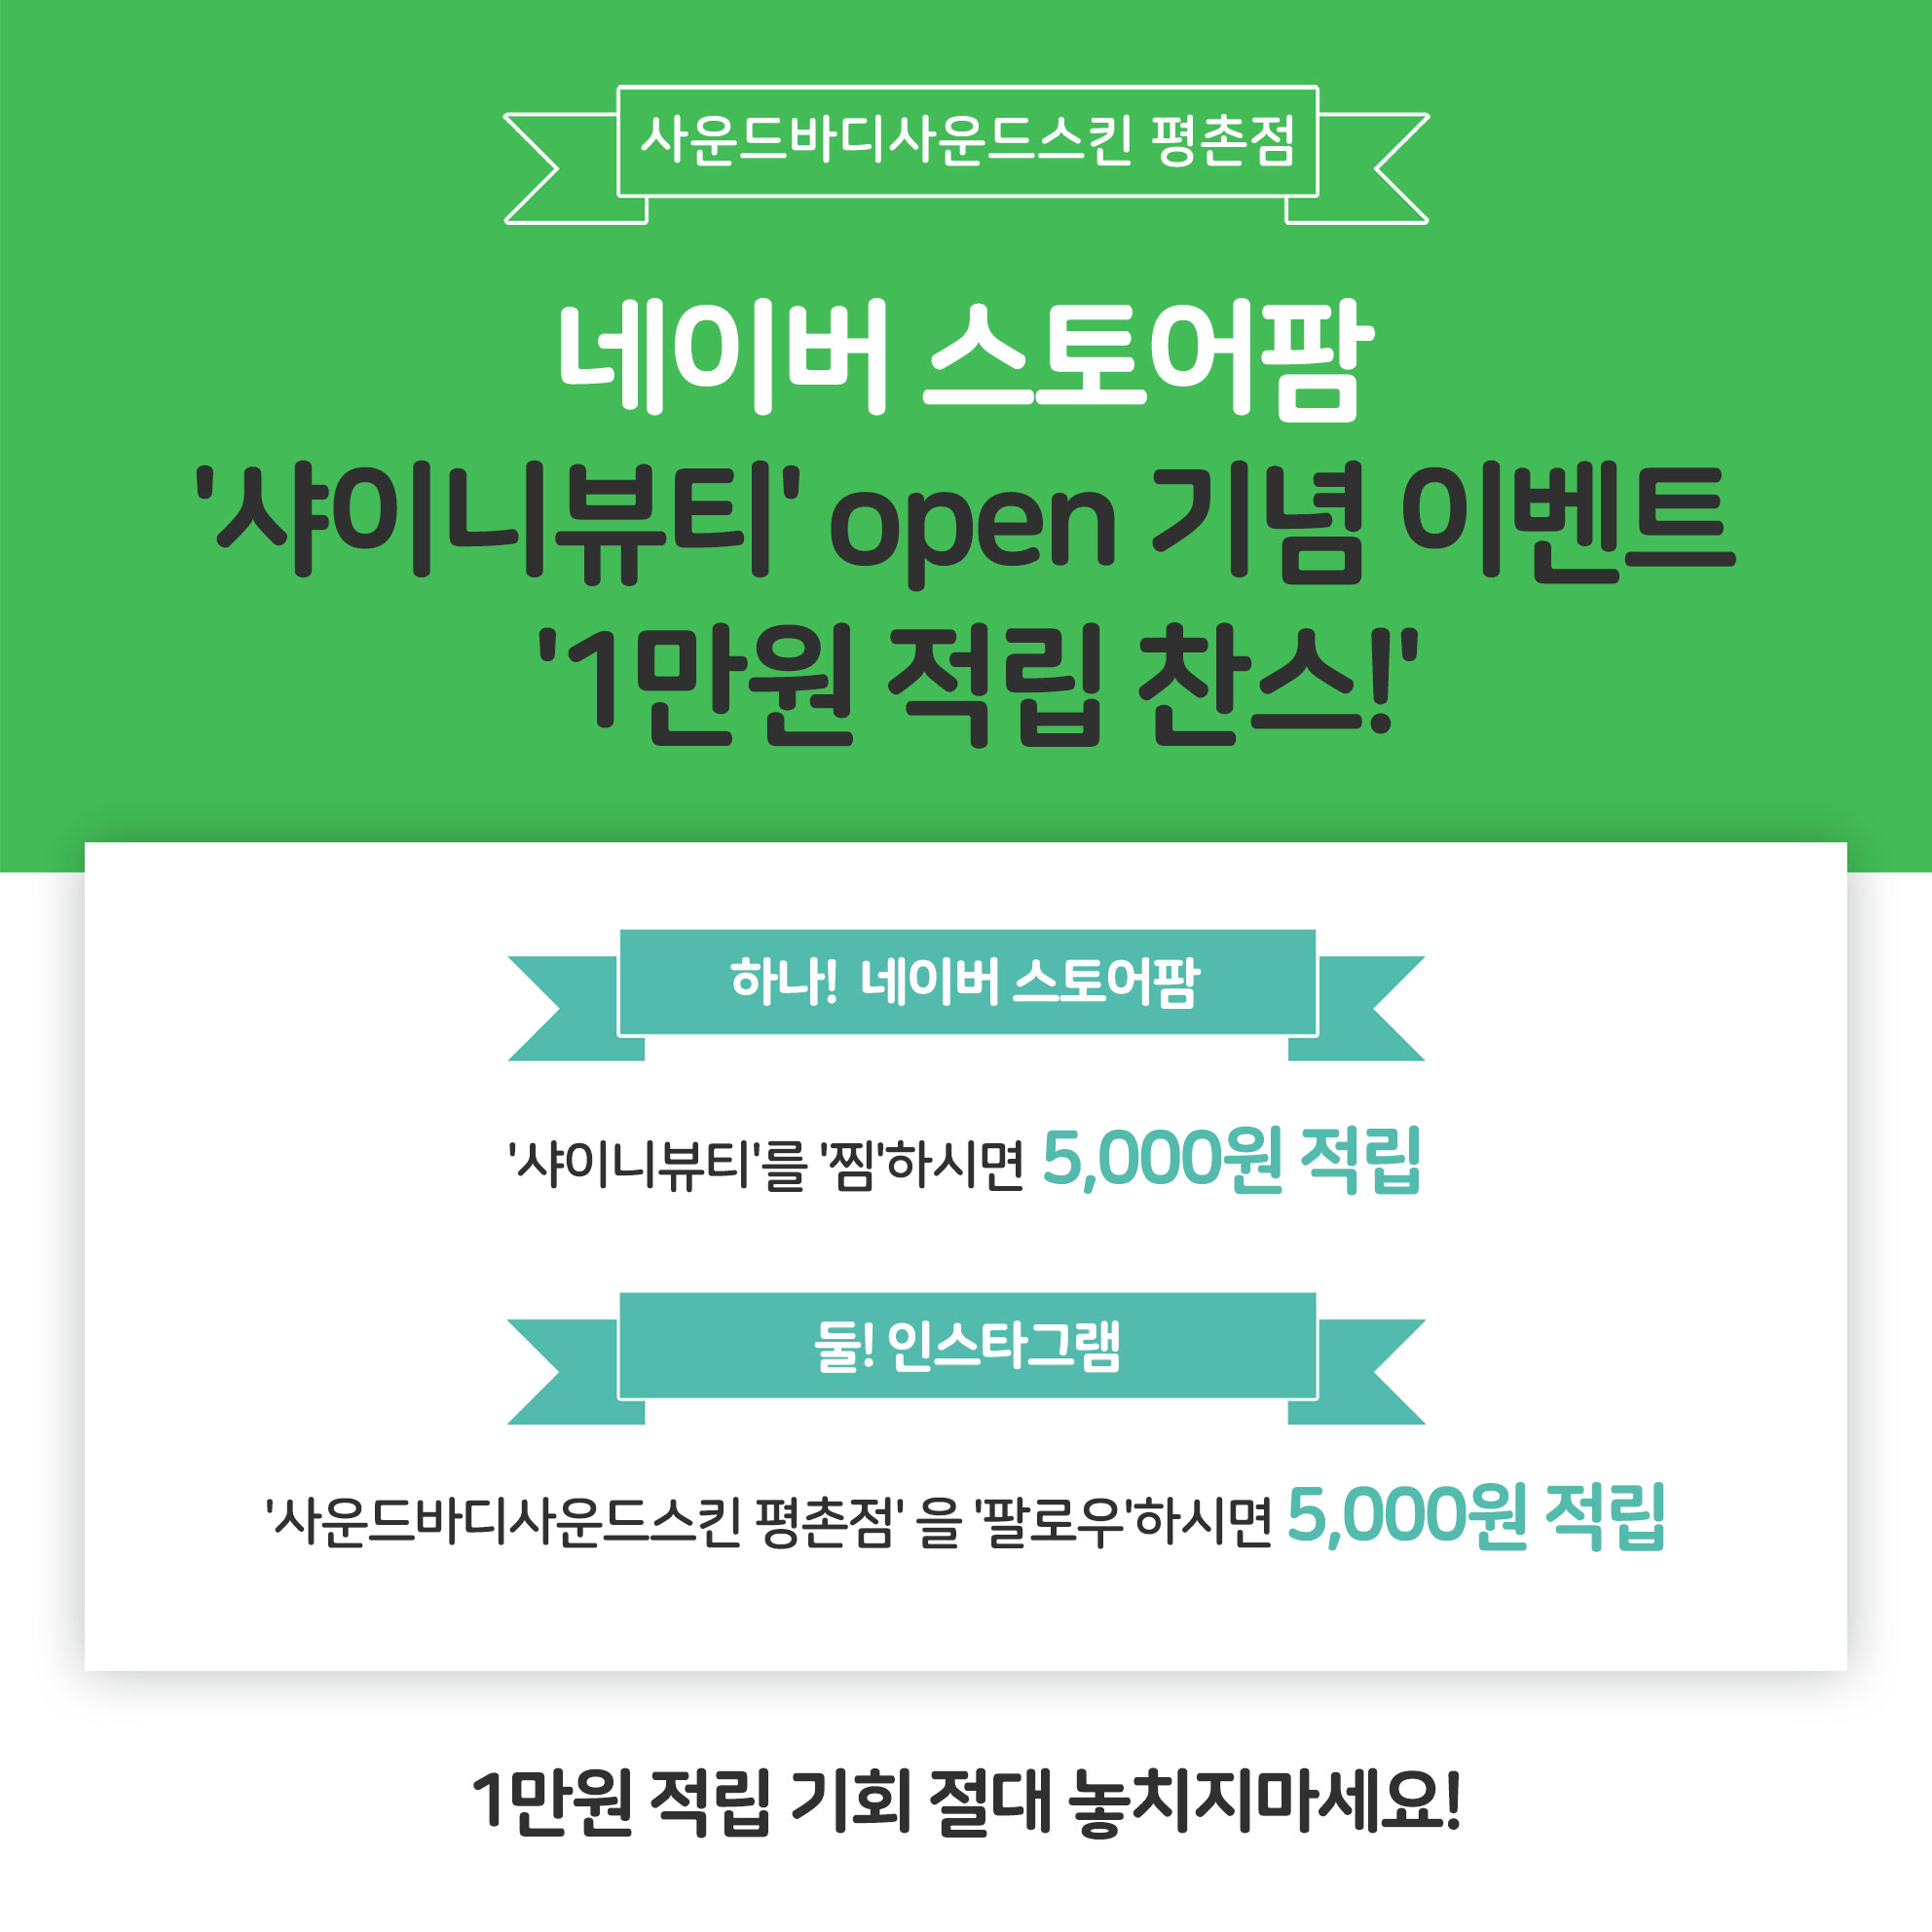 사운드바디사운드스킨 평촌점
네이버 스토어팜
'샤이니뷰티' open 기념 이벤트
'1만원 적립 찬스!'
하나! 네이버 스토어팜
'샤이니뷰티'를 '찜'하시면 5,000원 적립
둘! 인스타그램
'사운드바디사운드스킨 평촌점' 을 '팔로우'하시면 5,000원 적립
1만원 적립 기회 절대 놓치지마세요!